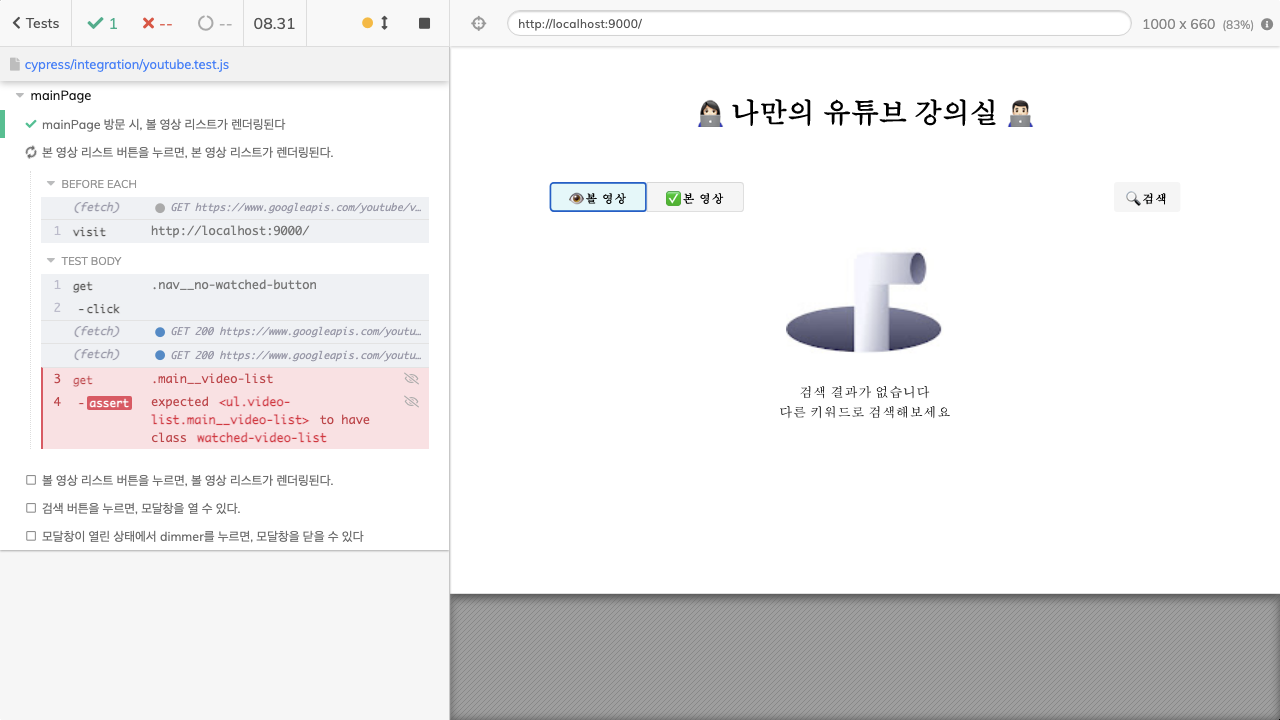 Tests
1
--
--
08.31
http://localhost:9000/
1000 x 660 (83%)
cypress/integration/youtube.test.js
mainPage
mainPage 방문 시, 볼 영상 리스트가 렌더링된다
본 영상 리스트 버튼을 누르면, 본 영상 리스트가 렌더링된다.
BEFORE EACH
(fetch) GET https://www.googleapis.com/youtube/v…
1 visit http://localhost:9000/
TEST BODY
1 get .nav__no-watched-button
2 -click
(fetch) GET 200 https://www.googleapis.com/youtu…
(fetch) GET 200 https://www.googleapis.com/youtu…
3 get .main__video-list
4 -assert expected <ul.video-
list.main__video-list> to have
class watched-video-list
볼 영상 리스트 버튼을 누르면, 볼 영상 리스트가 렌더링된다.
검색 버튼을 누르면, 모달창을 열 수 있다.
모달창이 열린 상태에서 dimmer를 누르면, 모달창을 닫을 수 있다
👩🏻‍💻 나만의 유튜브 강의실 👨🏻‍💻
👁️볼 영상
✅본 영상
🔍검색
검색 결과가 없습니다
다른 키워드로 검색해보세요